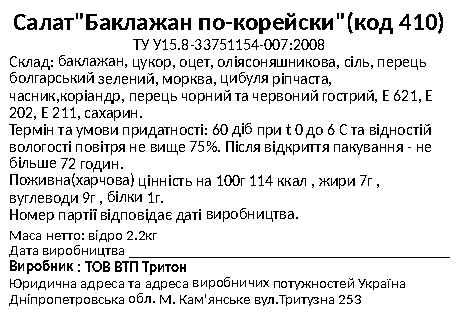 Салат"Баклажан по-корейски"(код 410)
ТУ У15.8-33751154-007:2008
Склад: баклажан, цукор, оцет, оліясоняшникова, сіль, перець
болгарський зелений, морква, цибуля ріпчаста,
часник,коріандр, перець чорний та червоний гострий, Е 621, Е
202, Е 211, сахарин.
Термін та умови придатності: 60 діб при t 0 до 6 С та відностій
вологості повітря не вище 75%. Після відкриття пакування - не
більше 72 годин.
Поживна(харчова) цінність на 100г 114 ккал , жири 7г ,
вуглеводи 9г , білки 1г.
Номер партії відповідає даті виробництва.
Маса нетто: відро 2.2кг
Дата виробництва
Виробник : ТОВ ВТП Тритон
Юридична адреса та адреса виробничих потужностей Україна
Дніпропетровська обл. М. Кам'янське вул.Тритузна 253